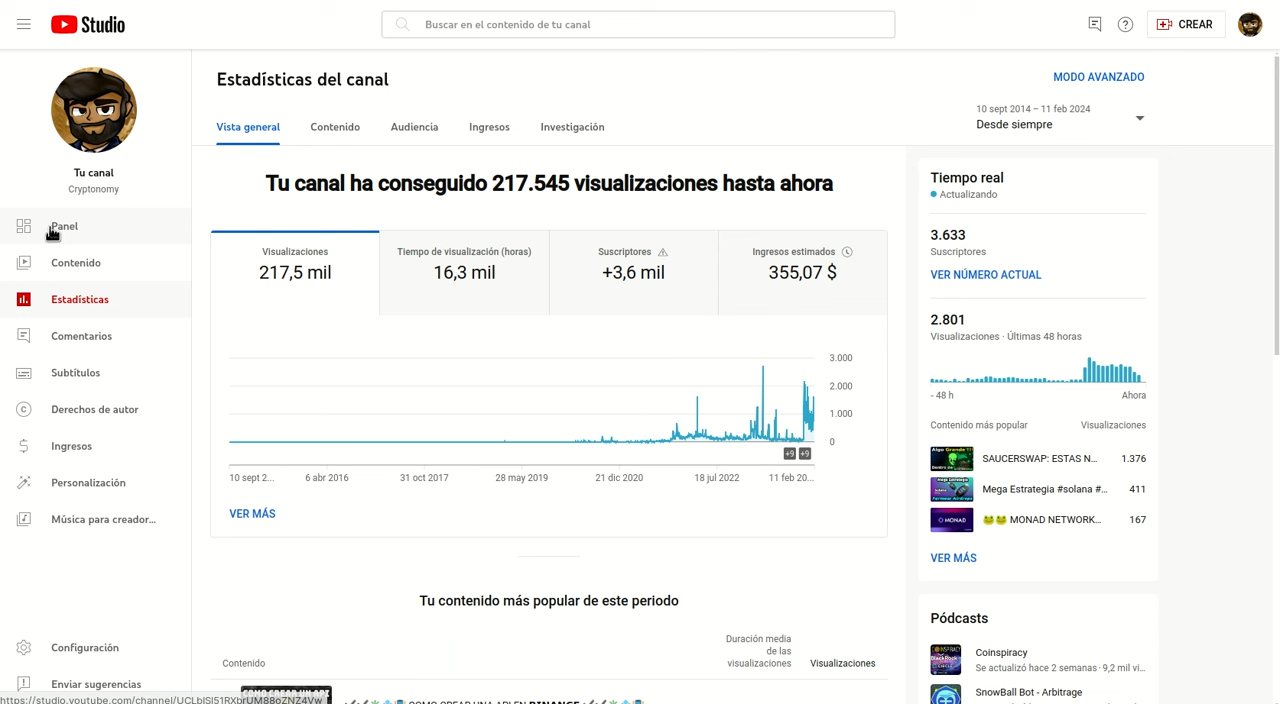 Studio
Buscar en el contenido de tu canal
CREAR
Tu canal
Cryptonomy
Panel
Contenido
Estadísticas
Comentarios
Subtítulos
Derechos de autor
Ingresos
Personalización
Música para creador...
Configuración
Enviar sugerencias
Estadísticas del canal
MODO AVANZADO
Vista general
Contenido
Audiencia
Ingresos
Investigación
10 sept 2014 – 11 feb 2024
Desde siempre
Tu canal ha conseguido 217.545 visualizaciones hasta ahora
Visualizaciones
217,5 mil
Tiempo de visualización (horas)
16,3 mil
Suscriptores
+3,6 mil
Ingresos estimados
355,07 $
3.000
2.000
1.000
0
+9 +9
10 sept 2... 6 abr 2016 31 oct 2017 28 may 2019 21 dic 2020 18 jul 2022 11 feb 20...
VER MÁS
Tu contenido más popular de este periodo
Contenido
Duración media
de las
visualizaciones
Visualizaciones
COMO CREAR UNA API EN BINANCE
Tiempo real
Actualizando
3.633
Suscriptores
VER NÚMERO ACTUAL
2.801
Visualizaciones · Últimas 48 horas
- 48 h Ahora
Contenido más popular Visualizaciones
SAUCERSWAP: ESTAS N... 1.376
Mega Estrategia #solana #... 411
🐸🐸 MONAD NETWORK... 167
VER MÁS
Pódcasts
Coinspiracy
Se actualizó hace 2 semanas · 9,2 mil vi...
SnowBall Bot - Arbitrage